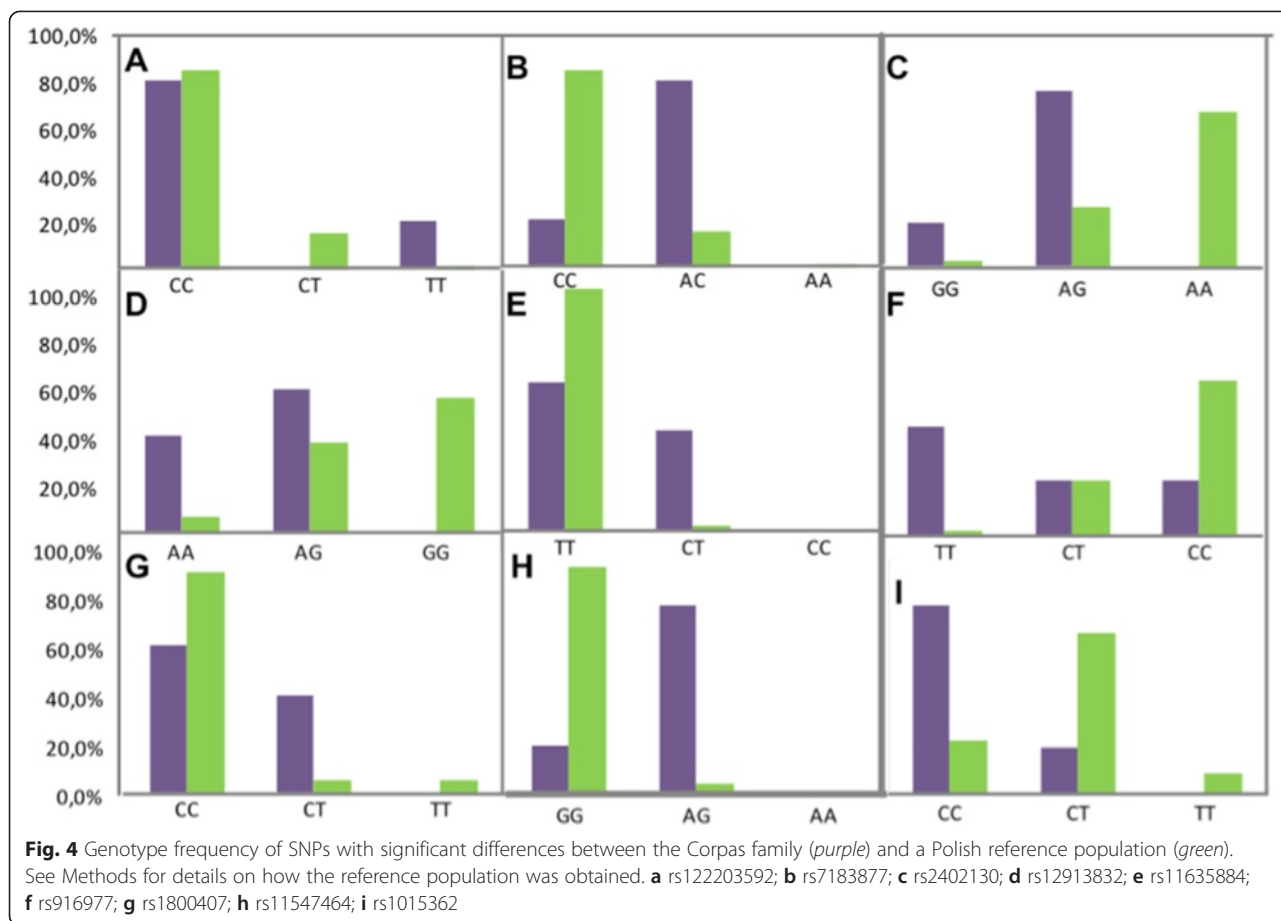 100,0%
80,0%
60,0%
40,0%
20,0%
A
CC CT TT
B
CC AC AA
C
GG AG AA
100,0%
80,0%
60,0%
40,0%
20,0%
D
AA AG GG
E
TT CT CC
F
TT CT CC
100,0%
80,0%
60,0%
40,0%
20,0%
0,0%
G
CC CT TT
H
GG AG AA
I
CC CT TT
Fig. 4 Genotype frequency of SNPs with significant differences between the Corpas family (purple) and a Polish reference population (green).
See Methods for details on how the reference population was obtained. a rs122203592; b rs7183877; c rs2402130; d rs12913832; e rs11635884;
f rs916977; g rs1800407; h rs11547464; i rs1015362